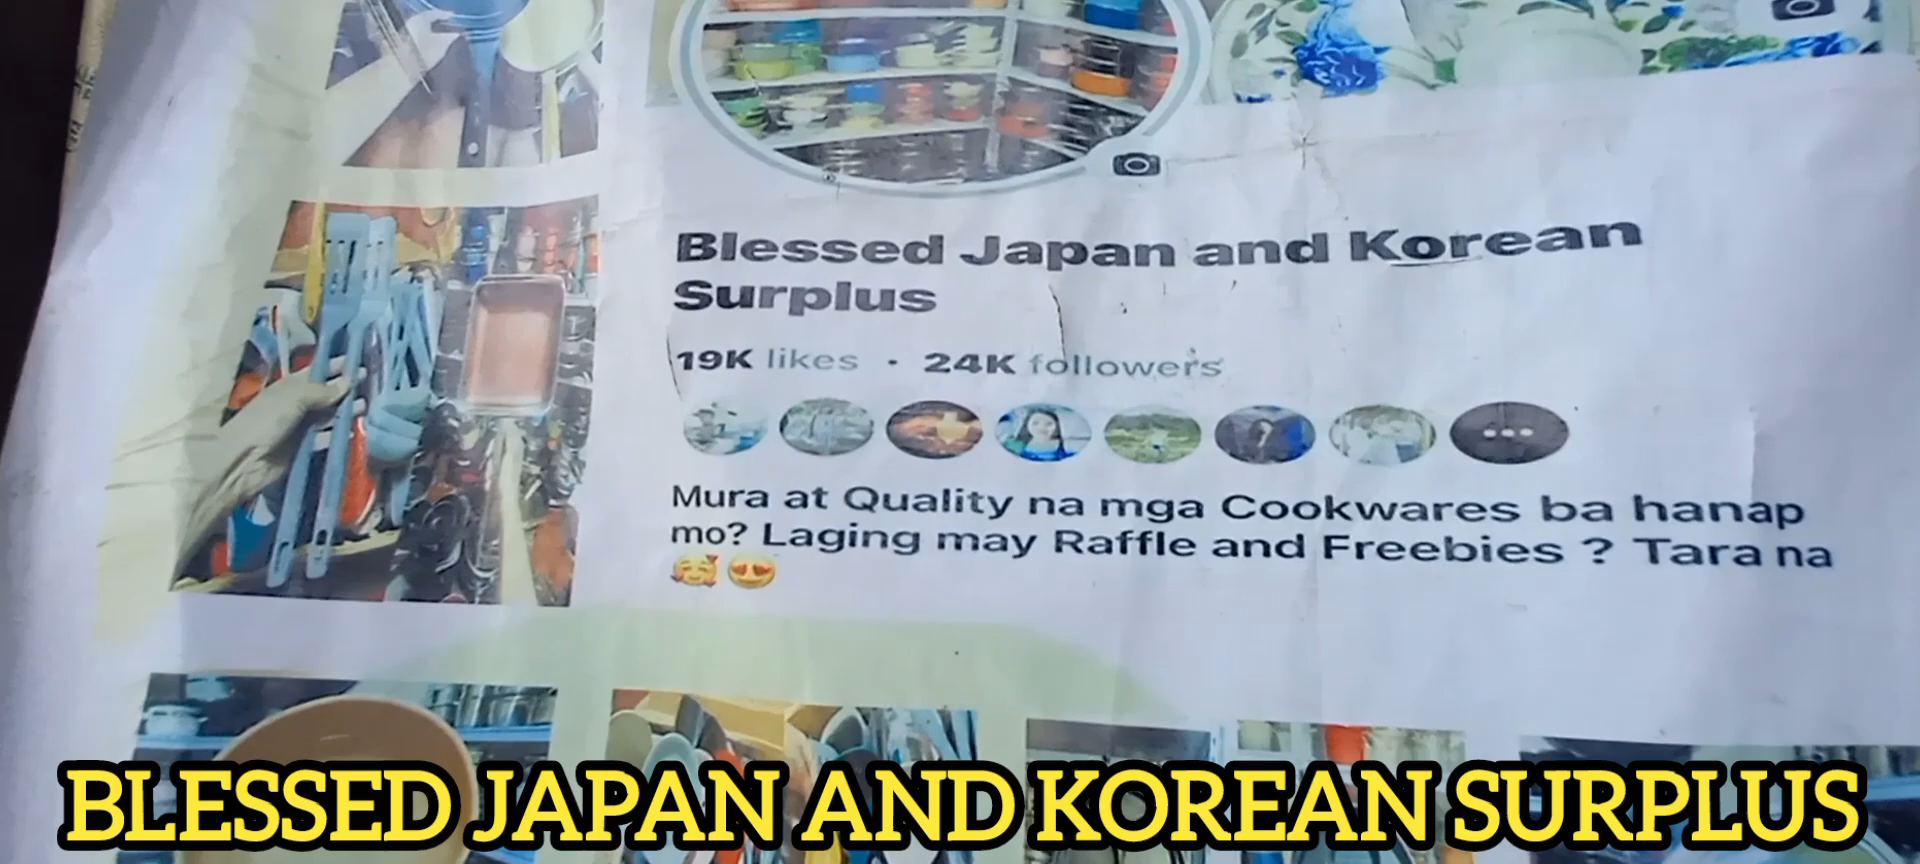 Blessed Japan and Korean
Surplus
19K likes · 24K followers
Mura at Quality na mga Cookwares ba hanap
mo? Laging may Raffle and Freebies ? Tara na
🥰😍
BLESSED JAPAN AND KOREAN SURPLUS